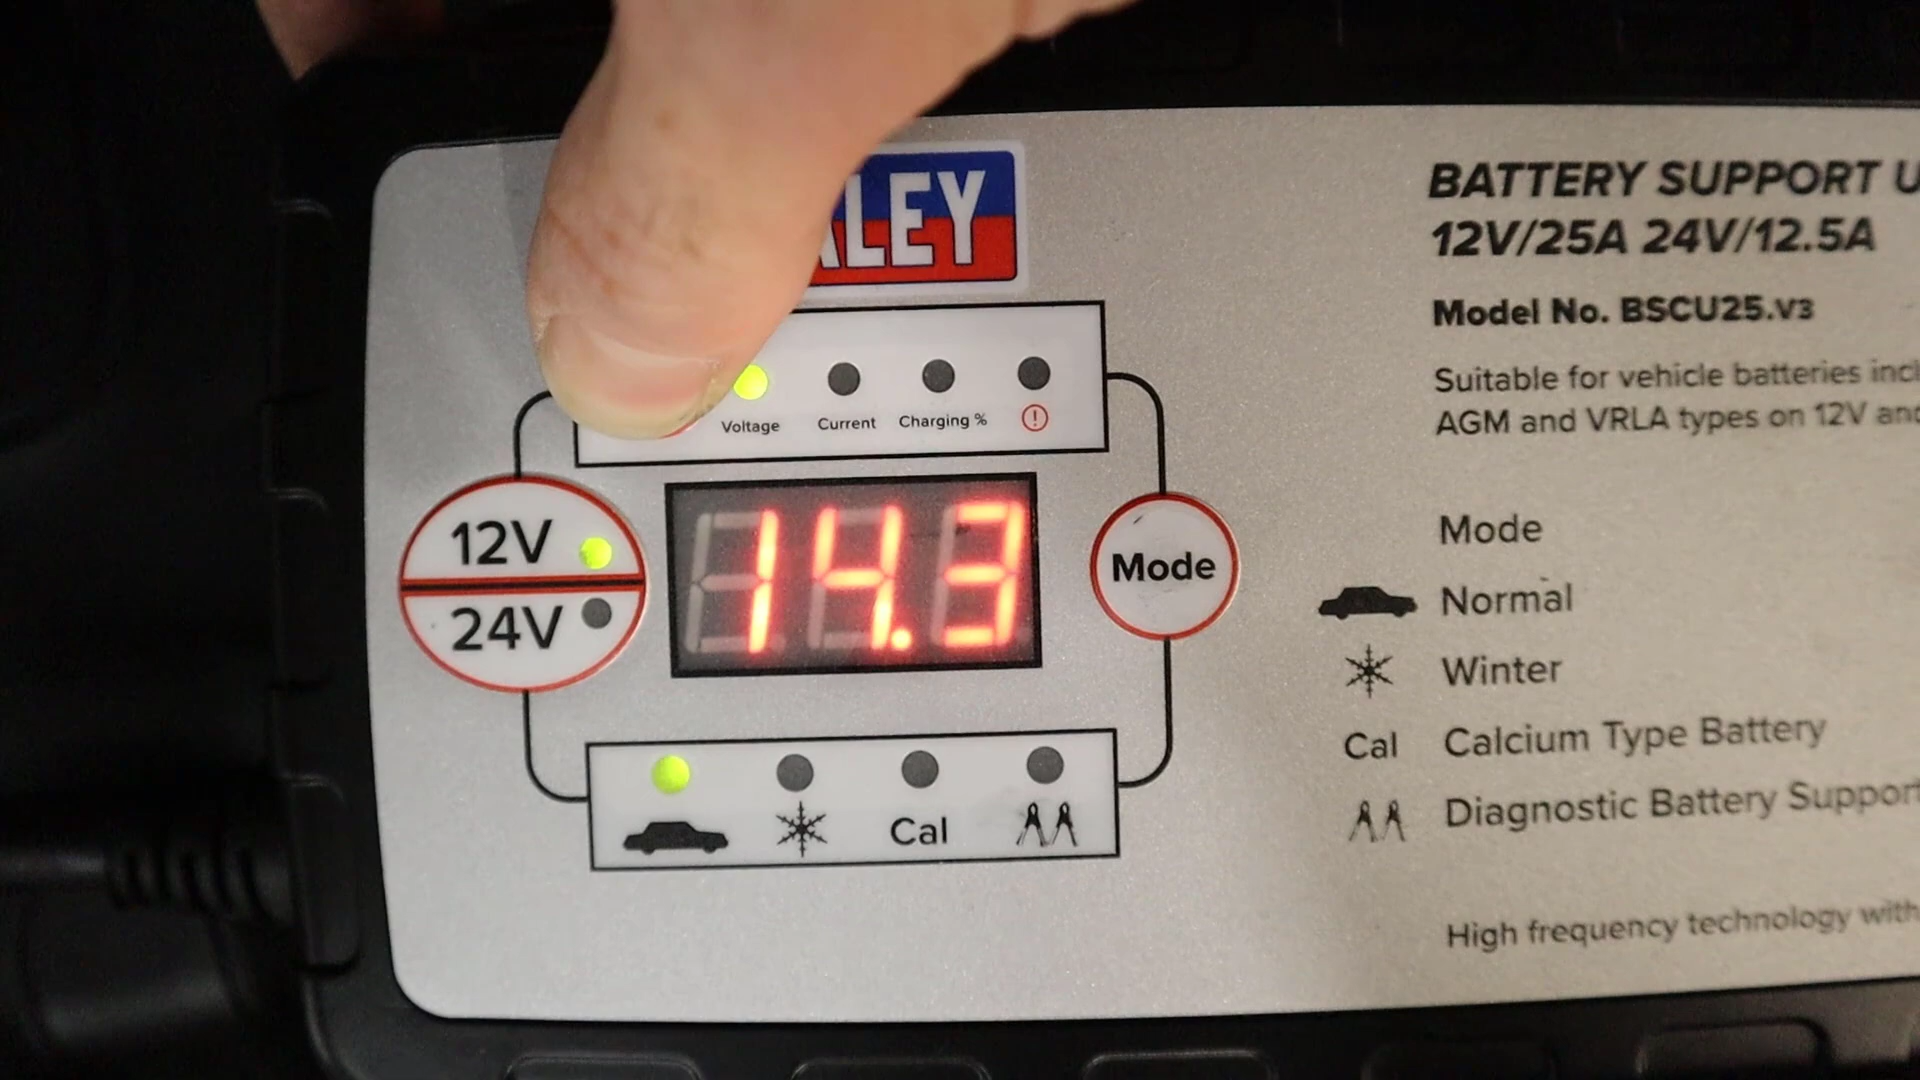 LEY
BATTERY SUPPORT
12V/25A 24V/12.5A
Model No. BSCU25.V3
Suitable for vehicle batteries
AGM and VRLA types on 12V
Voltage
Current
Charging %
!
12V
24V
14.3
Mode
Cal
Mode
Normal
Winter
Cal Calcium Type Battery
Diagnostic Battery Support
High frequency technology with